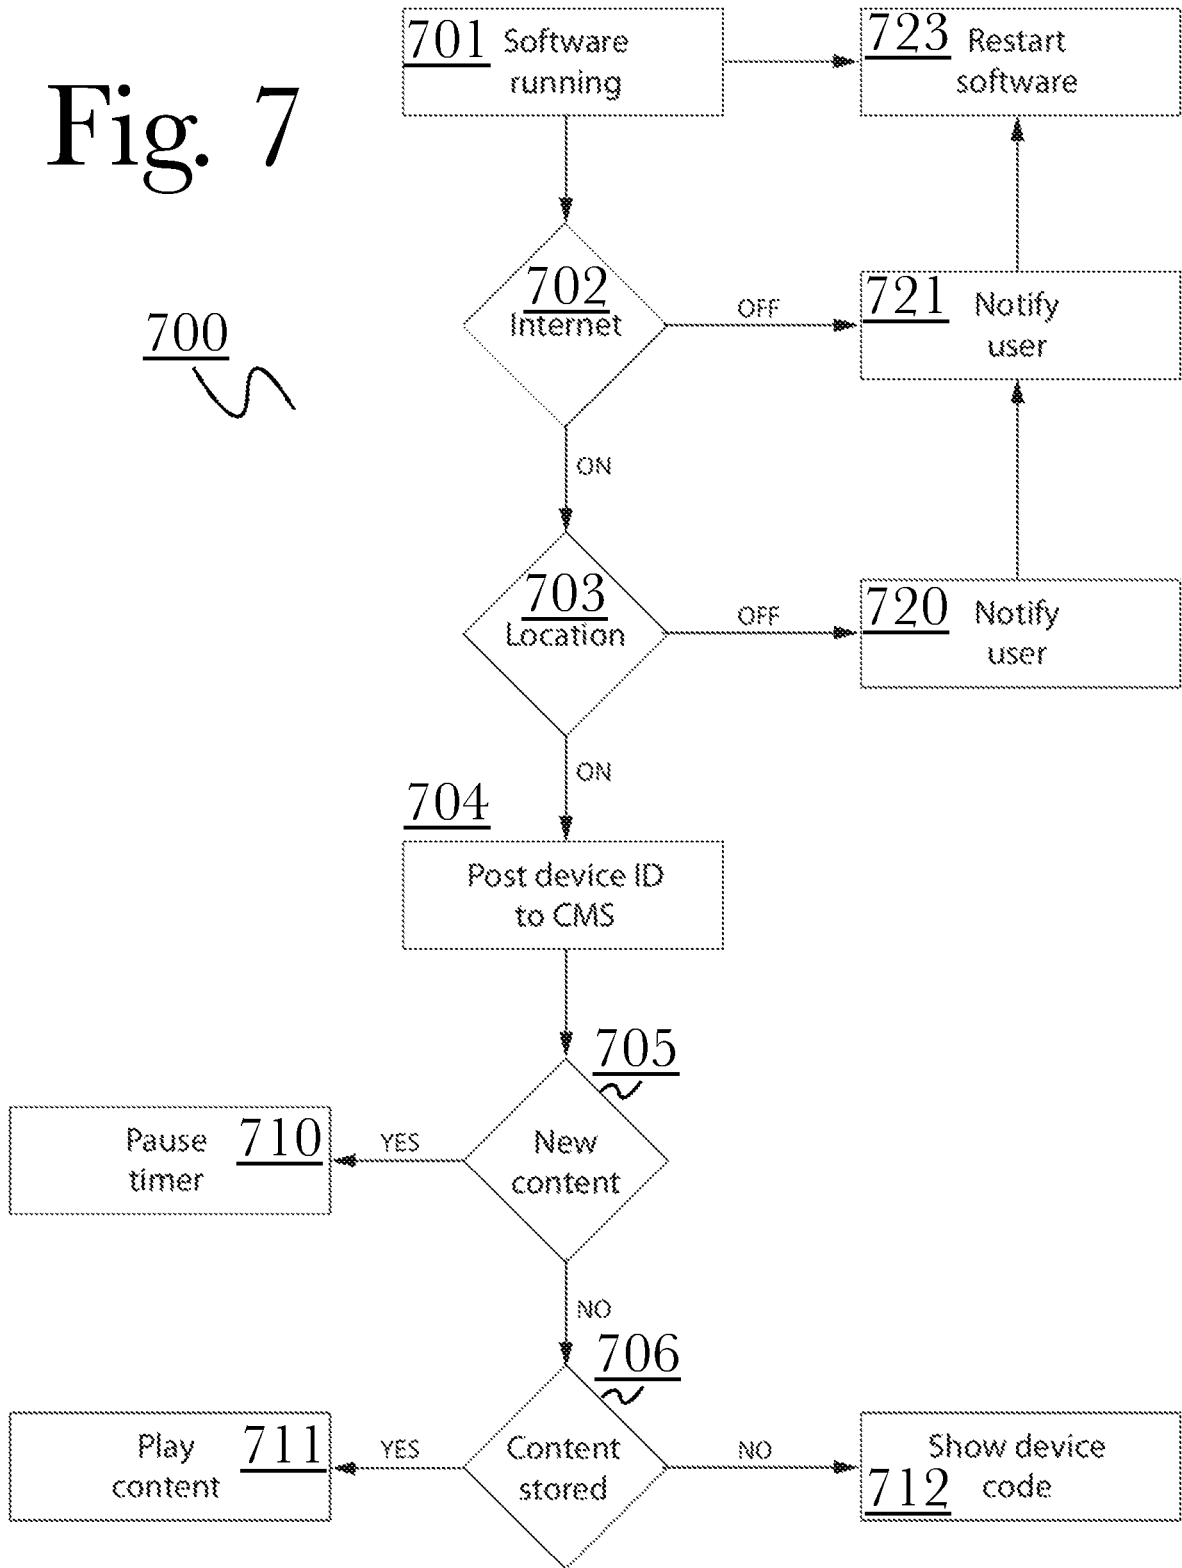 Fig. 7
700
701 Software
running
723 Restart
software
702
Internet
OFF
721 Notify
user
ON
703
Location
OFF
720 Notify
user
ON
704
Post device ID
to CMS
705
New
content
YES
Pause
timer
710
NO
706
Content
stored
YES
Play
content
711
NO
Show device
code
712